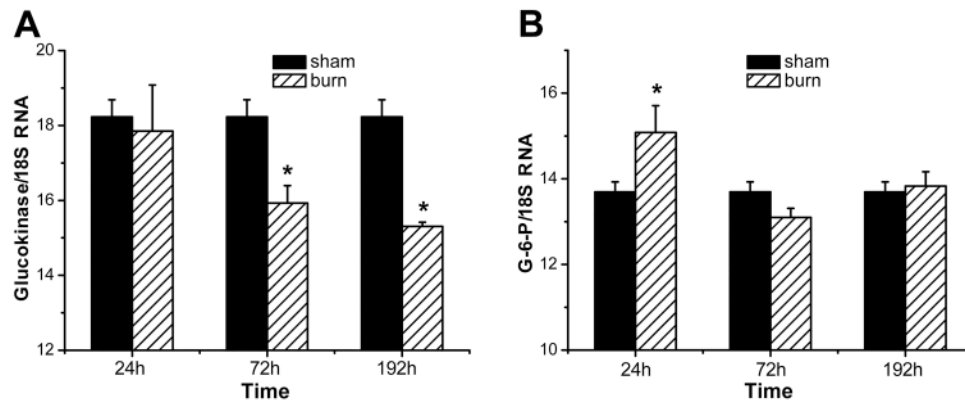 A
Glucokinase/18S RNA
20
18
16
14
12
sham
burn
*
*
24h
72h
192h
Time
B
G-6-P/18S RNA
16
14
12
10
sham
burn
*
24h
72h
192h
Time